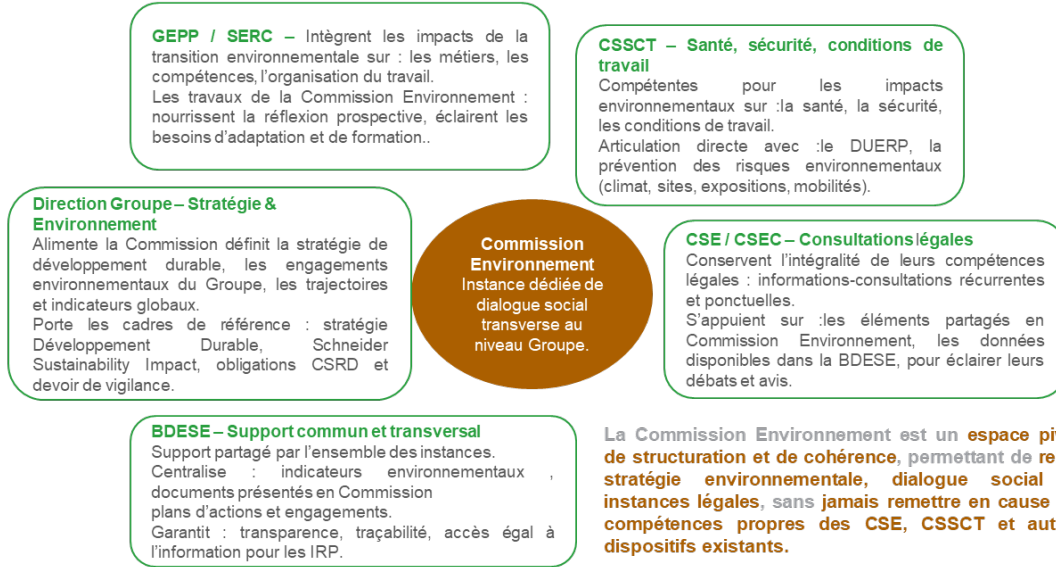 GEPP / SERC – Intègrent les impacts de la
transition environnementale sur : les métiers, les
compétences, l'organisation du travail.
Les travaux de la Commission Environnement :
nourrissent la réflexion prospective, éclairent les
besoins d'adaptation et de formation..
CSSCT – Santé, sécurité, conditions de
travail
Compétentes pour les impacts
environnementaux sur :la santé, la sécurité,
les conditions de travail.
Articulation directe avec :le DUERP, la
prévention des risques environnementaux
(climat, sites, expositions, mobilités).
Direction Groupe – Stratégie &
Environnement
Alimente la Commission définit la stratégie de
développement durable, les engagements
environnementaux du Groupe, les trajectoires
et indicateurs globaux.
Porte les cadres de référence : stratégie
Développement Durable, Schneider
Sustainability Impact, obligations CSRD et
devoir de vigilance.
Commission
Environnement
Instance dédiée de
dialogue social
transverse au
niveau Groupe.
CSE / CSEC – Consultations légales
Conservent l'intégralité de leurs compétences
légales : informations-consultations récurrentes
et ponctuelles.
S'appuient sur :les éléments partagés en
Commission Environnement, les données
disponibles dans la BDESE, pour éclairer leurs
débats et avis.
BDESE – Support commun et transversal
Support partagé par l'ensemble des instances.
Centralise : indicateurs environnementaux ,
documents présentés en Commission
plans d'actions et engagements.
Garantit : transparence, traçabilité, accès égal à
l'information pour les IRP.
La Commission Environnement est un espace
de structuration et de cohérence, permettant de
stratégie environnementale, dialogue social
instances légales, sans jamais remettre en cause
compétences propres des CSE, CSSCT et
dispositifs existants.